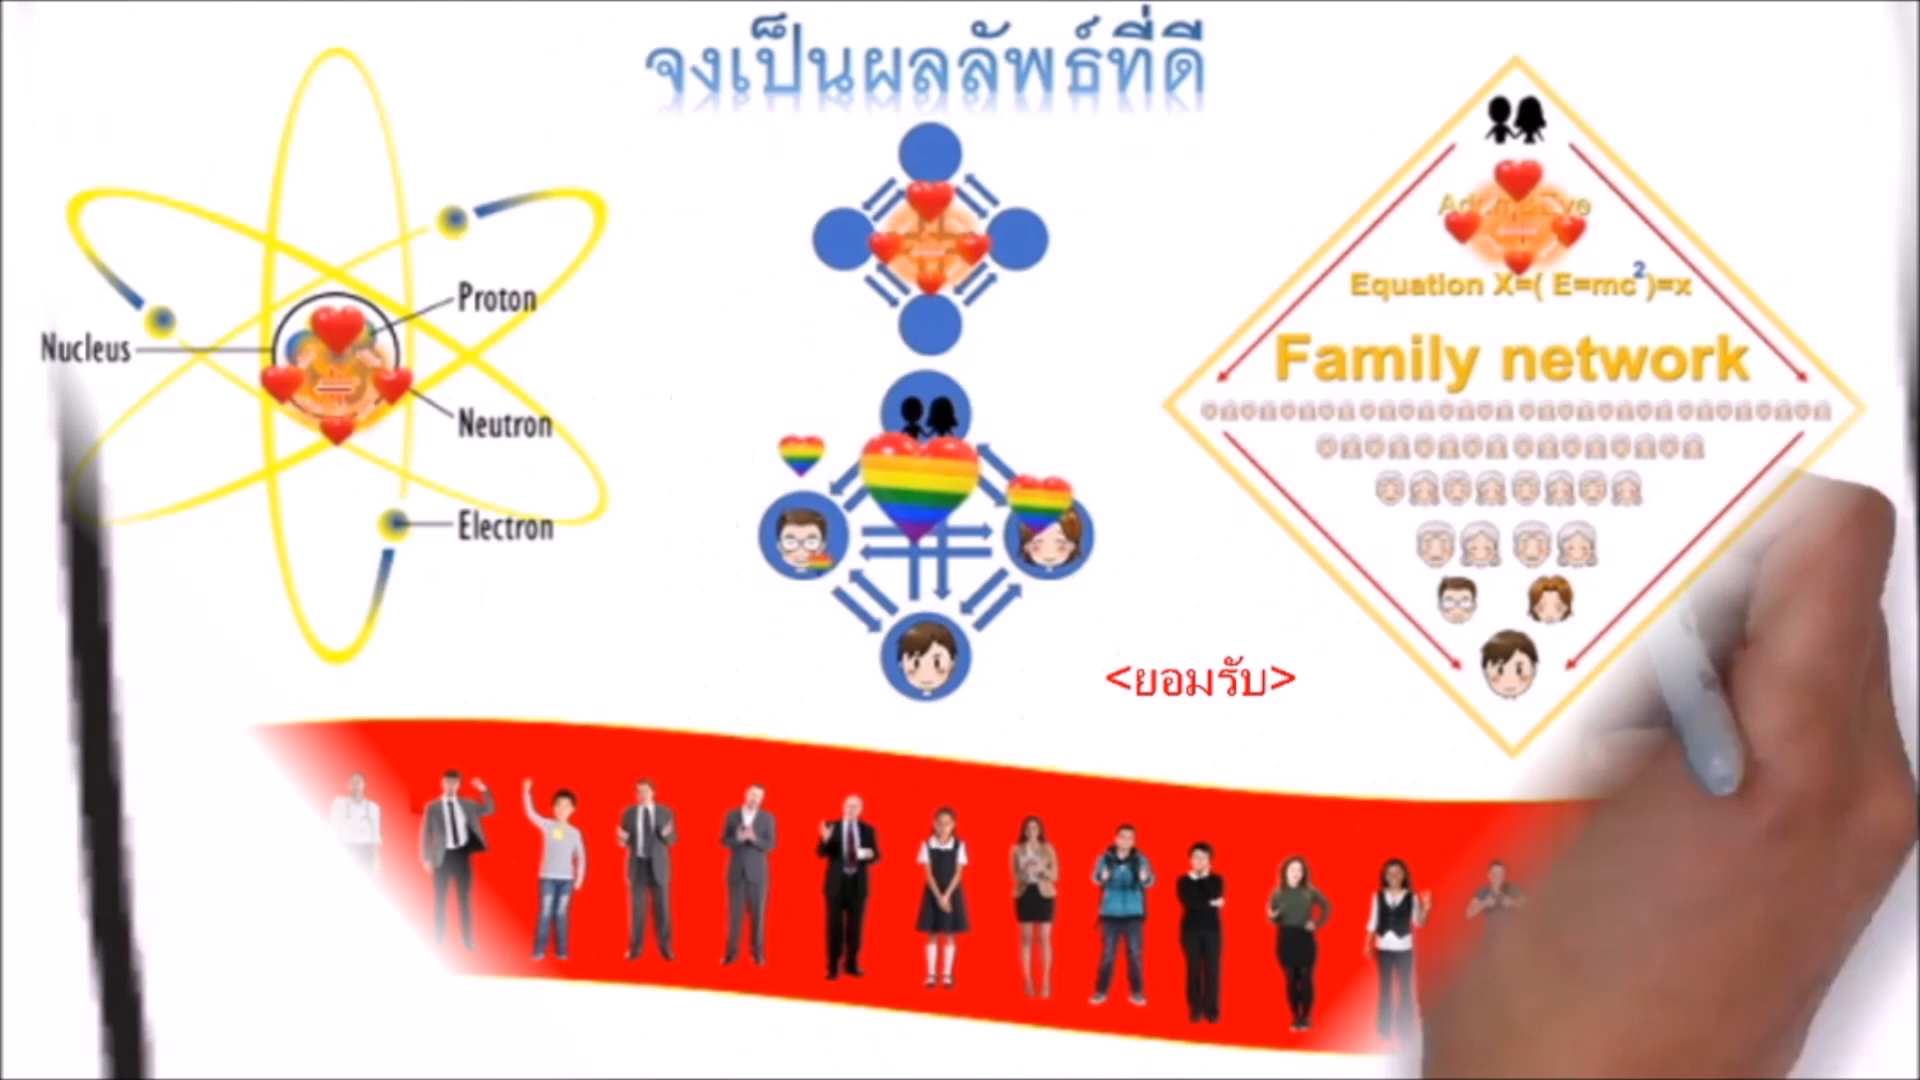 จงเป็นผลลัพธ์ที่ดี
Proton
Nucleus
Neutron
Electron
Equation X=( E=mc²)=x
Family network
<ยอมรับ>